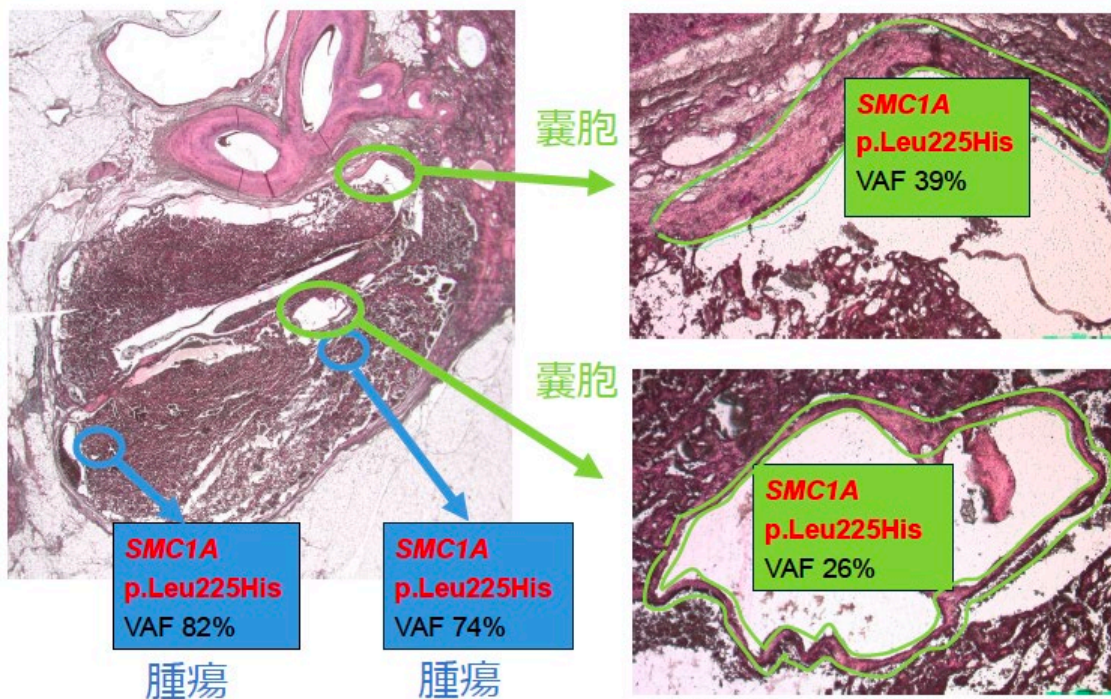 嚢胞
SMC1A
p.Leu225His
VAF 39%
嚢胞
SMC1A
p.Leu225His
VAF 26%
SMC1A
p.Leu225His
VAF 82%
腫瘍
SMC1A
p.Leu225His
VAF 74%
腫瘍